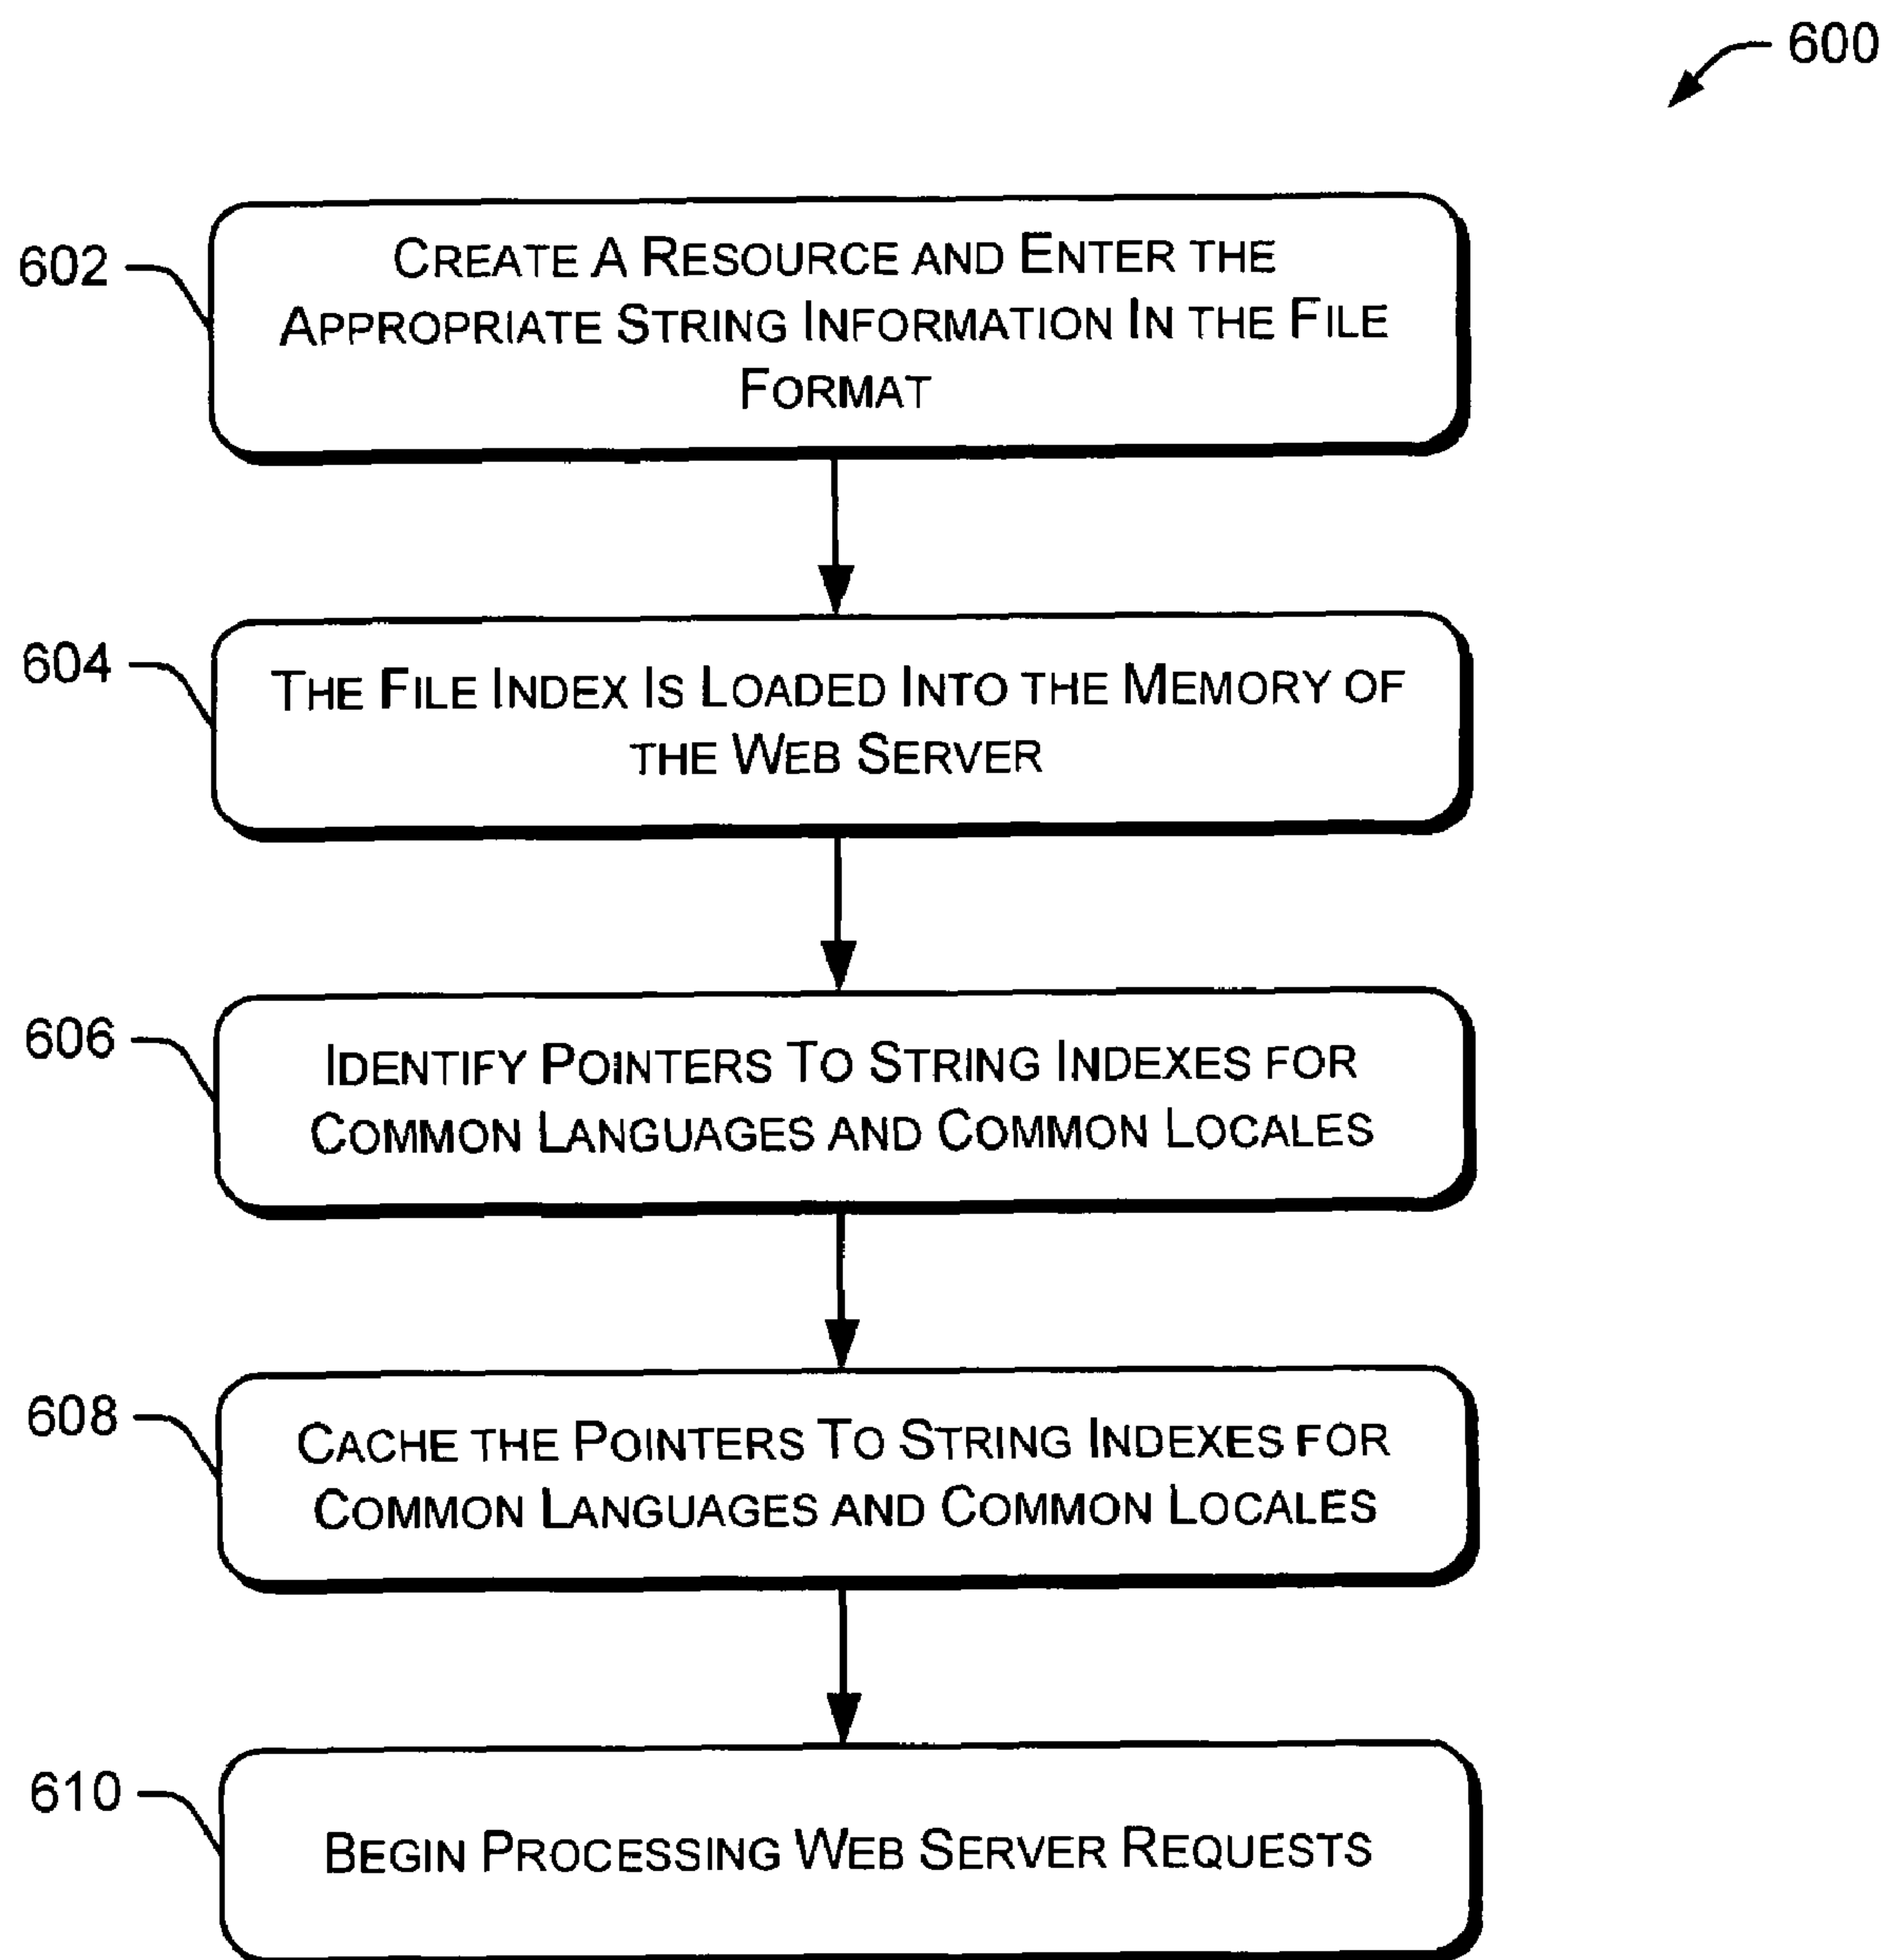 600
602
CREATE A RESOURCE AND ENTER THE
APPROPRIATE STRING INFORMATION IN THE FILE
FORMAT
604
THE FILE INDEX IS LOADED INTO THE MEMORY OF
THE WEB SERVER
606
IDENTIFY POINTERS TO STRING INDEXES FOR
COMMON LANGUAGES AND COMMON LOCALES
608
CACHE THE POINTERS TO STRING INDEXES FOR
COMMON LANGUAGES AND COMMON LOCALES
610
BEGIN PROCESSING WEB SERVER REQUESTS